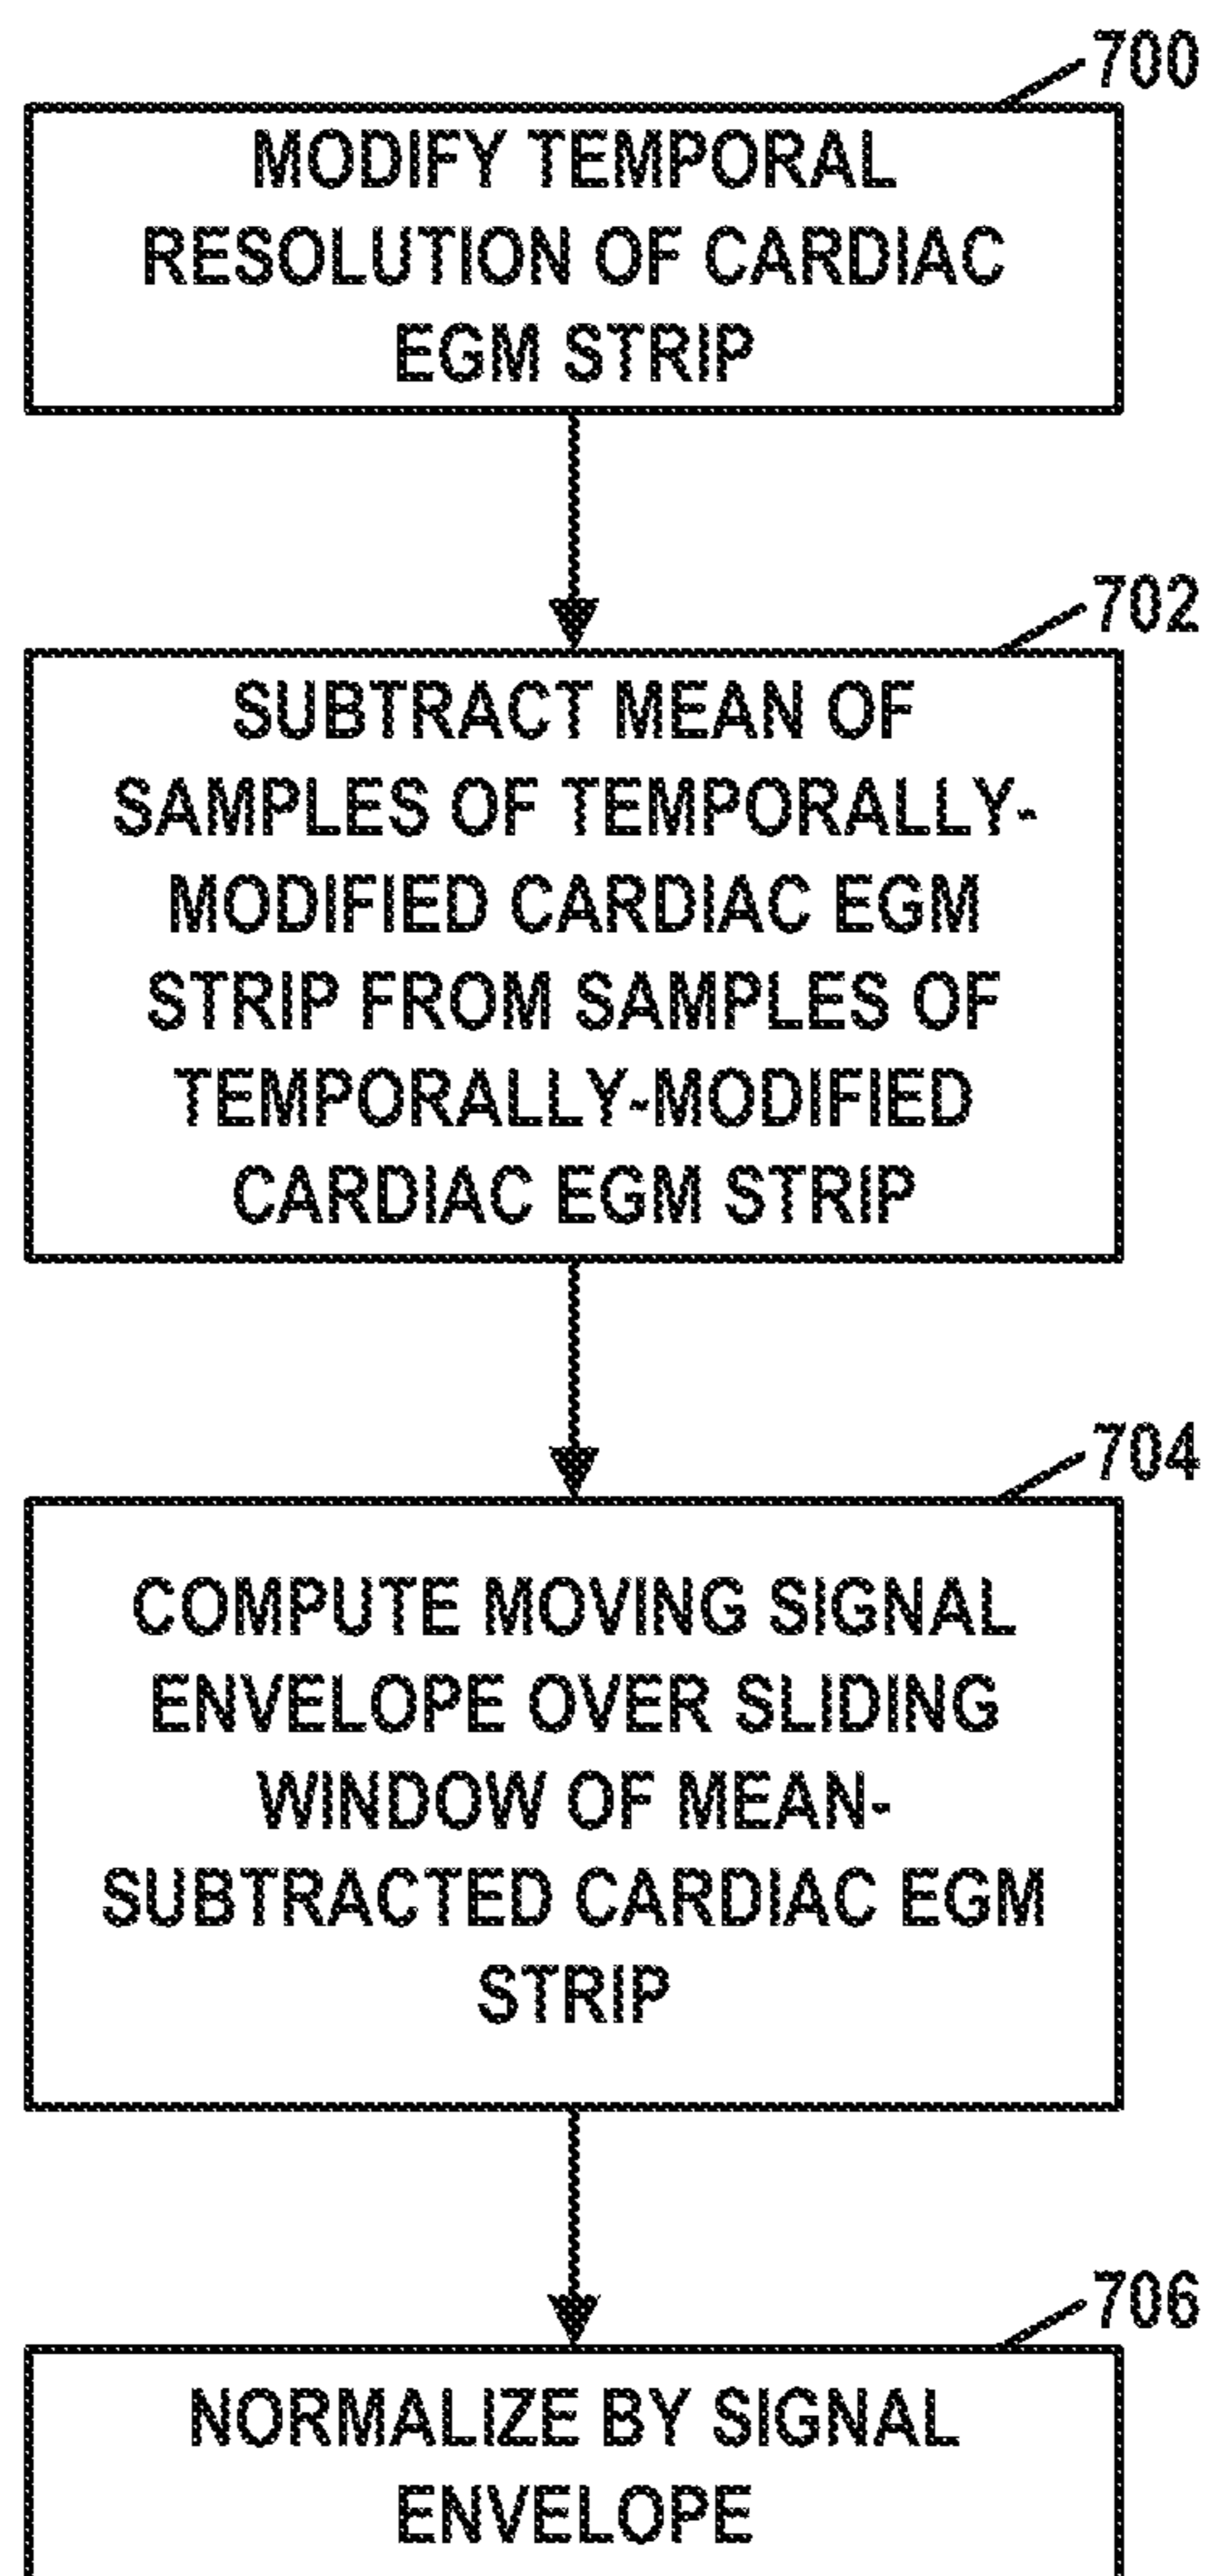 700
MODIFY TEMPORAL
RESOLUTION OF CARDIAC
EGM STRIP
702
SUBTRACT MEAN OF
SAMPLES OF TEMPORALLY-
MODIFIED CARDIAC EGM
STRIP FROM SAMPLES OF
TEMPORALLY-MODIFIED
CARDIAC EGM STRIP
704
COMPUTE MOVING SIGNAL
ENVELOPE OVER SLIDING
WINDOW OF MEAN-
SUBTRACTED CARDIAC EGM
STRIP
706
NORMALIZE BY SIGNAL
ENVELOPE